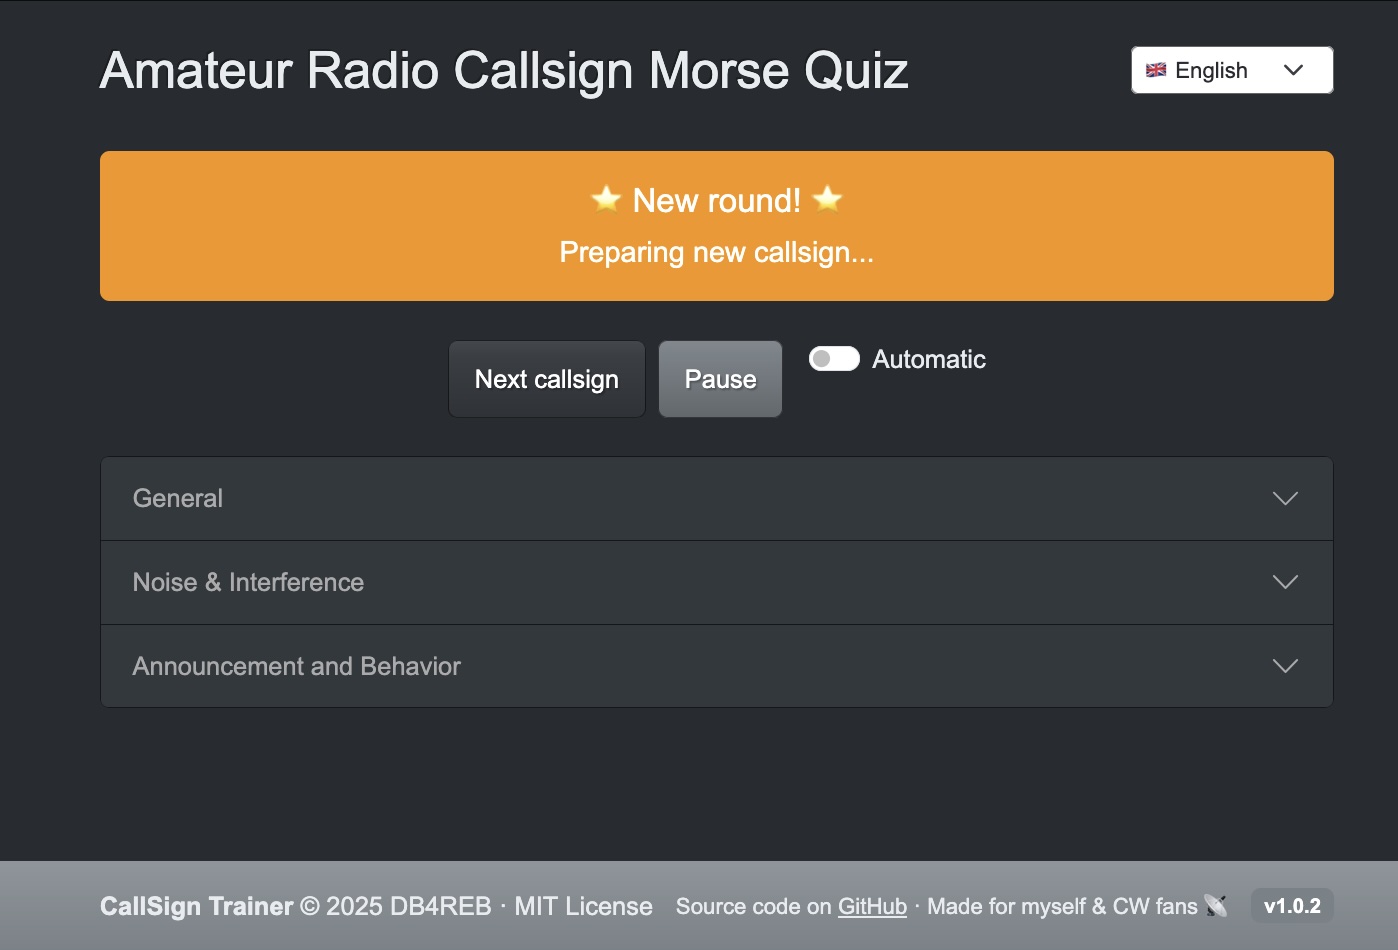 Amateur Radio Callsign Morse Quiz
English
New round!
Preparing new callsign...
Next callsign
Pause
Automatic
General
Noise & Interference
Announcement and Behavior
CallSign Trainer © 2025 DB4REB · MIT License
Source code on GitHub · Made for myself & CW fans
v1.0.2